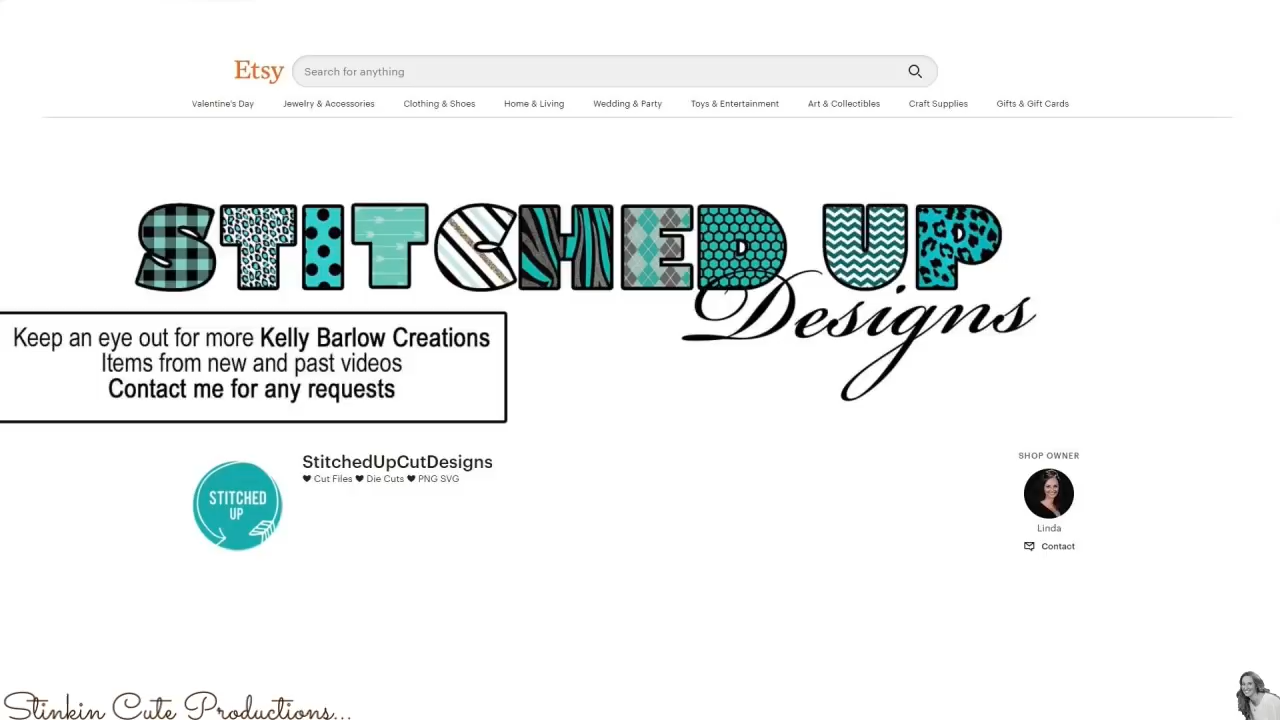 Etsy
Search for anything
Valentine's Day Jewelry & Accessories Clothing & Shoes Home & Living Wedding & Party Toys & Entertainment Art & Collectibles Craft Supplies Gifts & Gift Cards
STITCHED UP
Designs
Keep an eye out for more Kelly Barlow Creations
Items from new and past videos
Contact me for any requests
StitchedUpCutDesigns
♥ Cut Files ♥ Die Cuts ♥ PNG SVG
STITCHED
UP
SHOP OWNER
Linda
Contact
Stinkin Cute Productions...